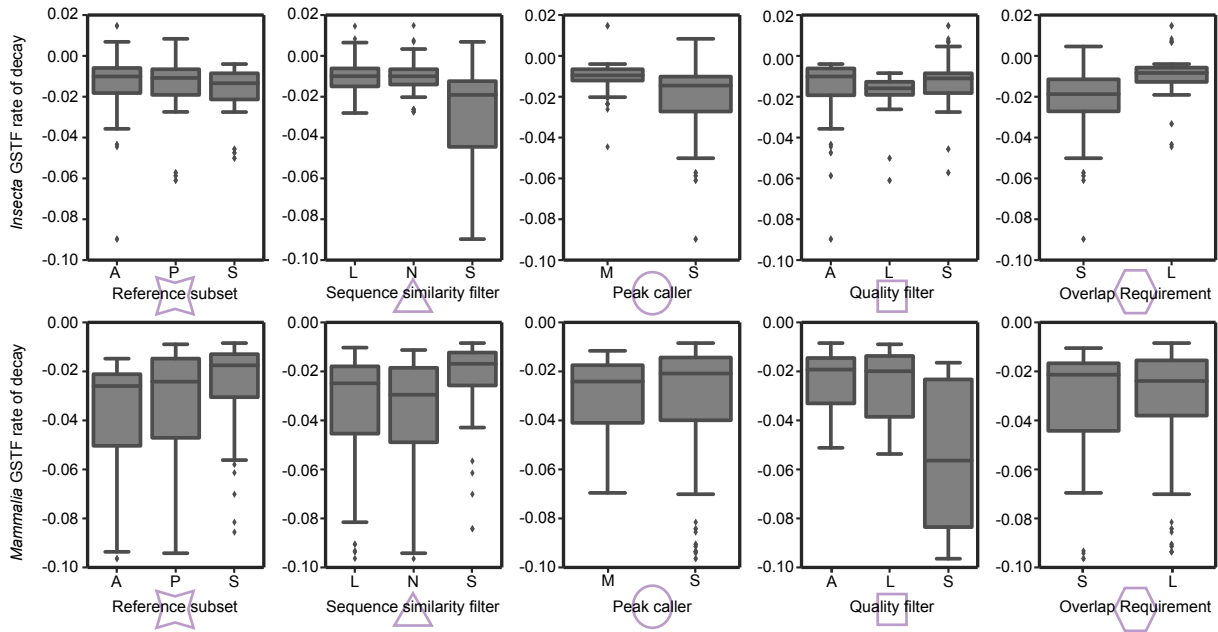 Insecta GSTF rate of decay
0.02 0.02 0.02 0.02 0.02
0.00 0.00 0.00 0.00 0.00
-0.02 -0.02 -0.02 -0.02 -0.02
-0.04 -0.04 -0.04 -0.04 -0.04
-0.06 -0.06 -0.06 -0.06 -0.06
-0.08 -0.08 -0.08 -0.08 -0.08
-0.10 -0.10 -0.10 -0.10 -0.10
A P S L N S M S A L S S L
Reference subset Sequence similarity filter Peak caller Quality filter Overlap Requirement
Mammalia GSTF rate of decay
0.00 0.00 0.00 0.00 0.00
-0.02 -0.02 -0.02 -0.02 -0.02
-0.04 -0.04 -0.04 -0.04 -0.04
-0.06 -0.06 -0.06 -0.06 -0.06
-0.08 -0.08 -0.08 -0.08 -0.08
-0.10 -0.10 -0.10 -0.10 -0.10
A P S L N S M S A L S S L
Reference subset Sequence similarity filter Peak caller Quality filter Overlap Requirement